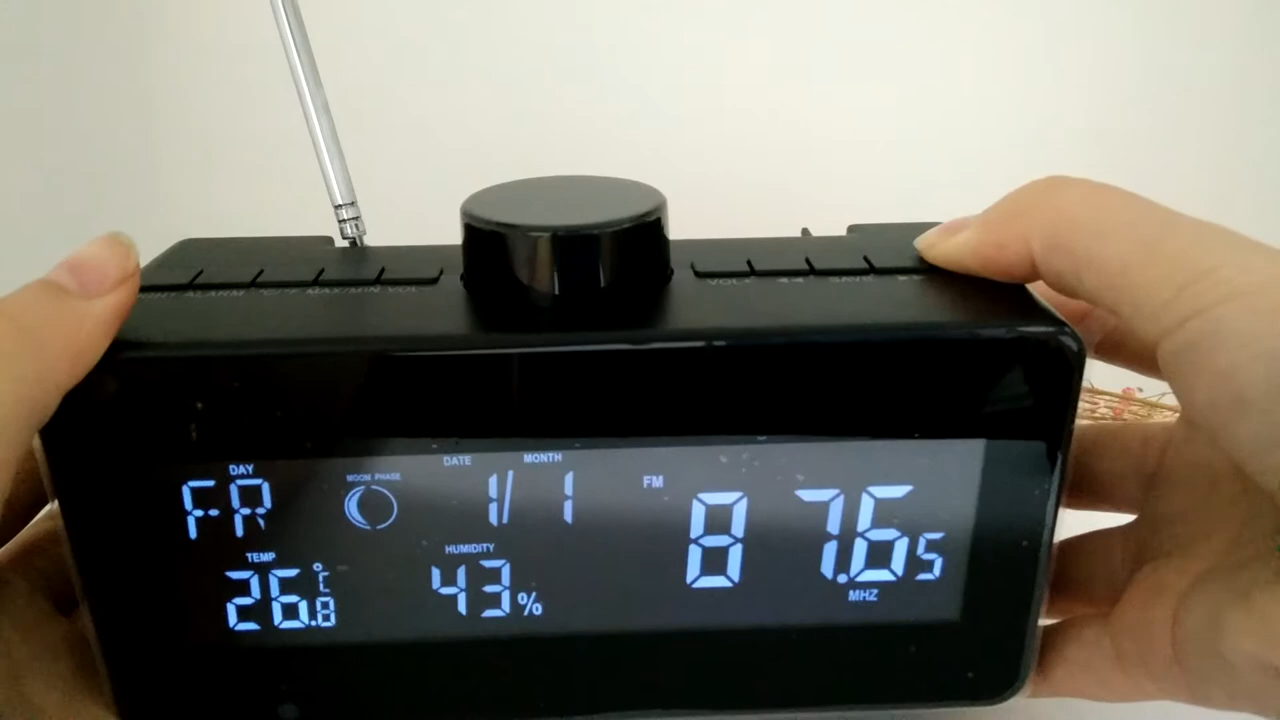 ALARM °C/°F MAX/MIN VOL-
VOL+ ◀◀ SAVE ▶▶
DAY
FR
MOON PHASE
DATE MONTH
1/ 1
FM
87.65
MHZ
TEMP
26.8 °C
HUMIDITY
43%